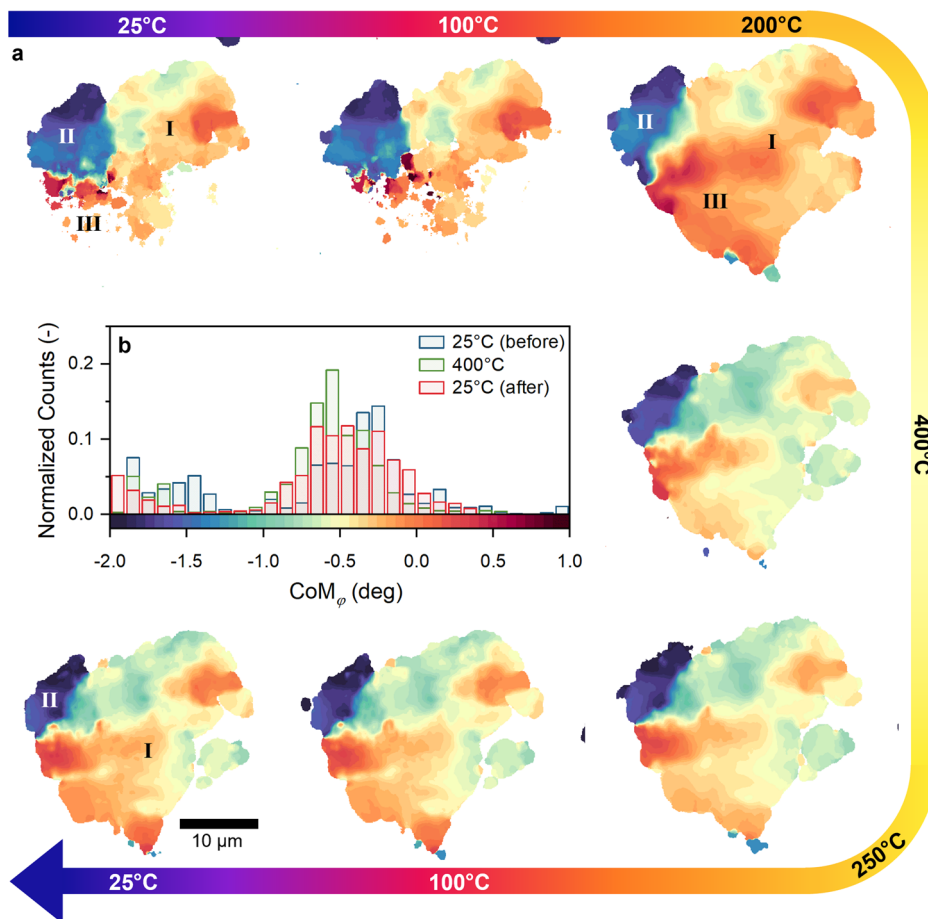 25°C 100°C 200°C
a
II I
II I
III
III
b
25°C (before)
400°C
25°C (after)
Normalized Counts (-)
0.2
0.1
0.0
-2.0 -1.5 -1.0 -0.5 0.0 0.5 1.0
CoMφ (deg)
400°C
II
I
10 µm
250°C
25°C 100°C